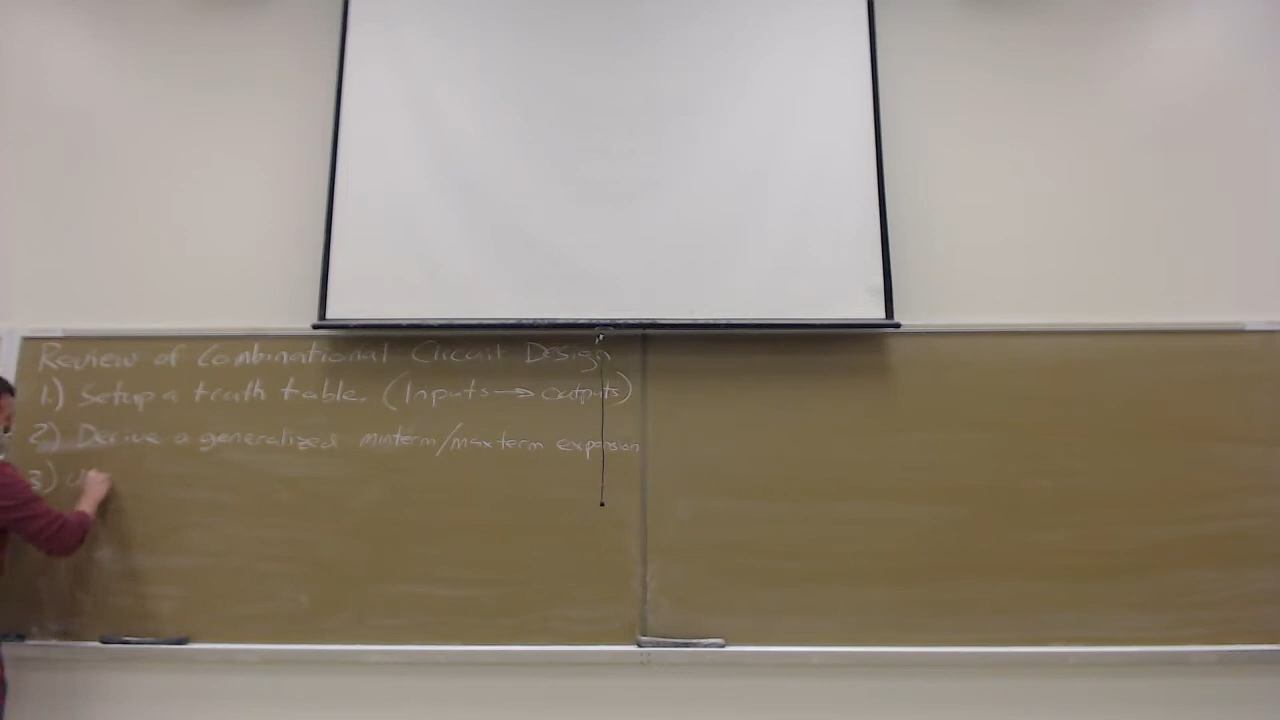 Review of Combinational Circuit Design
1.) Setup a truth table. (Inputs → outputs)
2) Derive a generalized minterm/maxterm expansion
3)